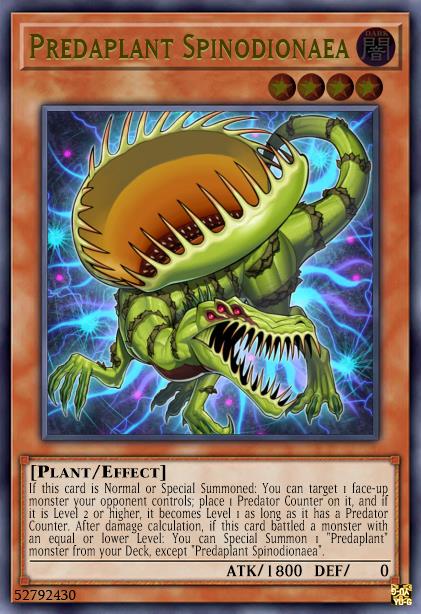 Predaplant Spinodionaea
DARK
闇
[Plant/Effect]
If this card is Normal or Special Summoned: You can target 1 face-up
monster your opponent controls; place 1 Predator Counter on it, and if
it is Level 2 or higher, it becomes Level 1 as long as it has a Predator
Counter. After damage calculation, if this card battled a monster with
an equal or lower Level: You can Special Summon 1 "Predaplant"
monster from your Deck, except "Predaplant Spinodionaea".
ATK/1800 DEF/ 0
52792430